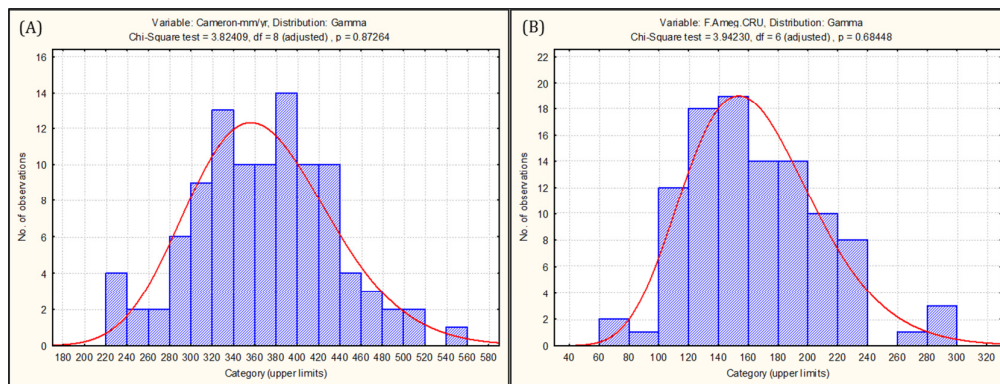 (A)
Variable: Cameron-mm/yr, Distribution: Gamma
Chi-Square test = 3.82409, df = 8 (adjusted) , p = 0.87264
No. of observations
16
14
12
10
8
6
4
2
0
180 200 220 240 260 280 300 320 340 360 380 400 420 440 460 480 500 520 540 560 580
Category (upper limits)
(B)
Variable: F.Ameg.CRU, Distribution: Gamma
Chi-Square test = 3.94230, df = 6 (adjusted) , p = 0.68448
No. of observations
22
20
18
16
14
12
10
8
6
4
2
0
40 60 80 100 120 140 160 180 200 220 240 260 280 300 320
Category (upper limits)